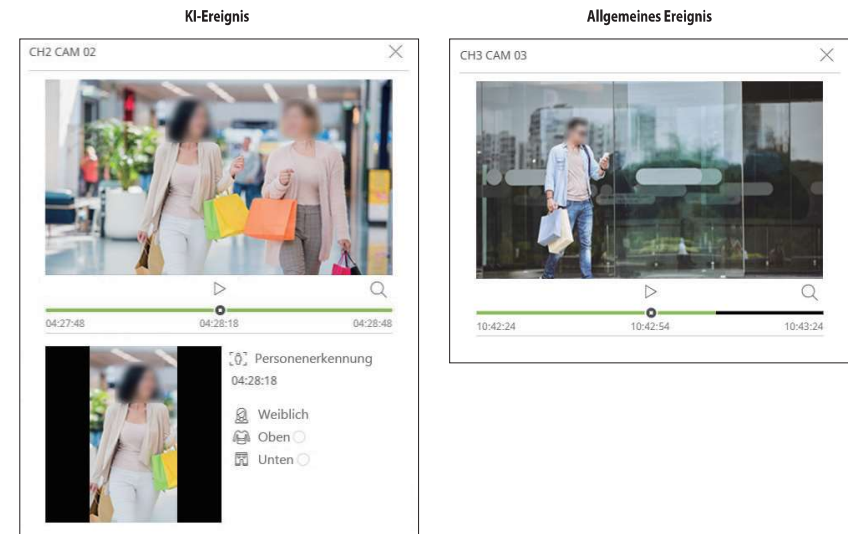 KI-Ereignis
CH2 CAM 02
04:27:48 04:28:18 04:28:48
Personenerkennung
04:28:18
Weiblich
Oben
Unten
Allgemeines Ereignis
CH3 CAM 03
10:42:24 10:42:54 10:43:24